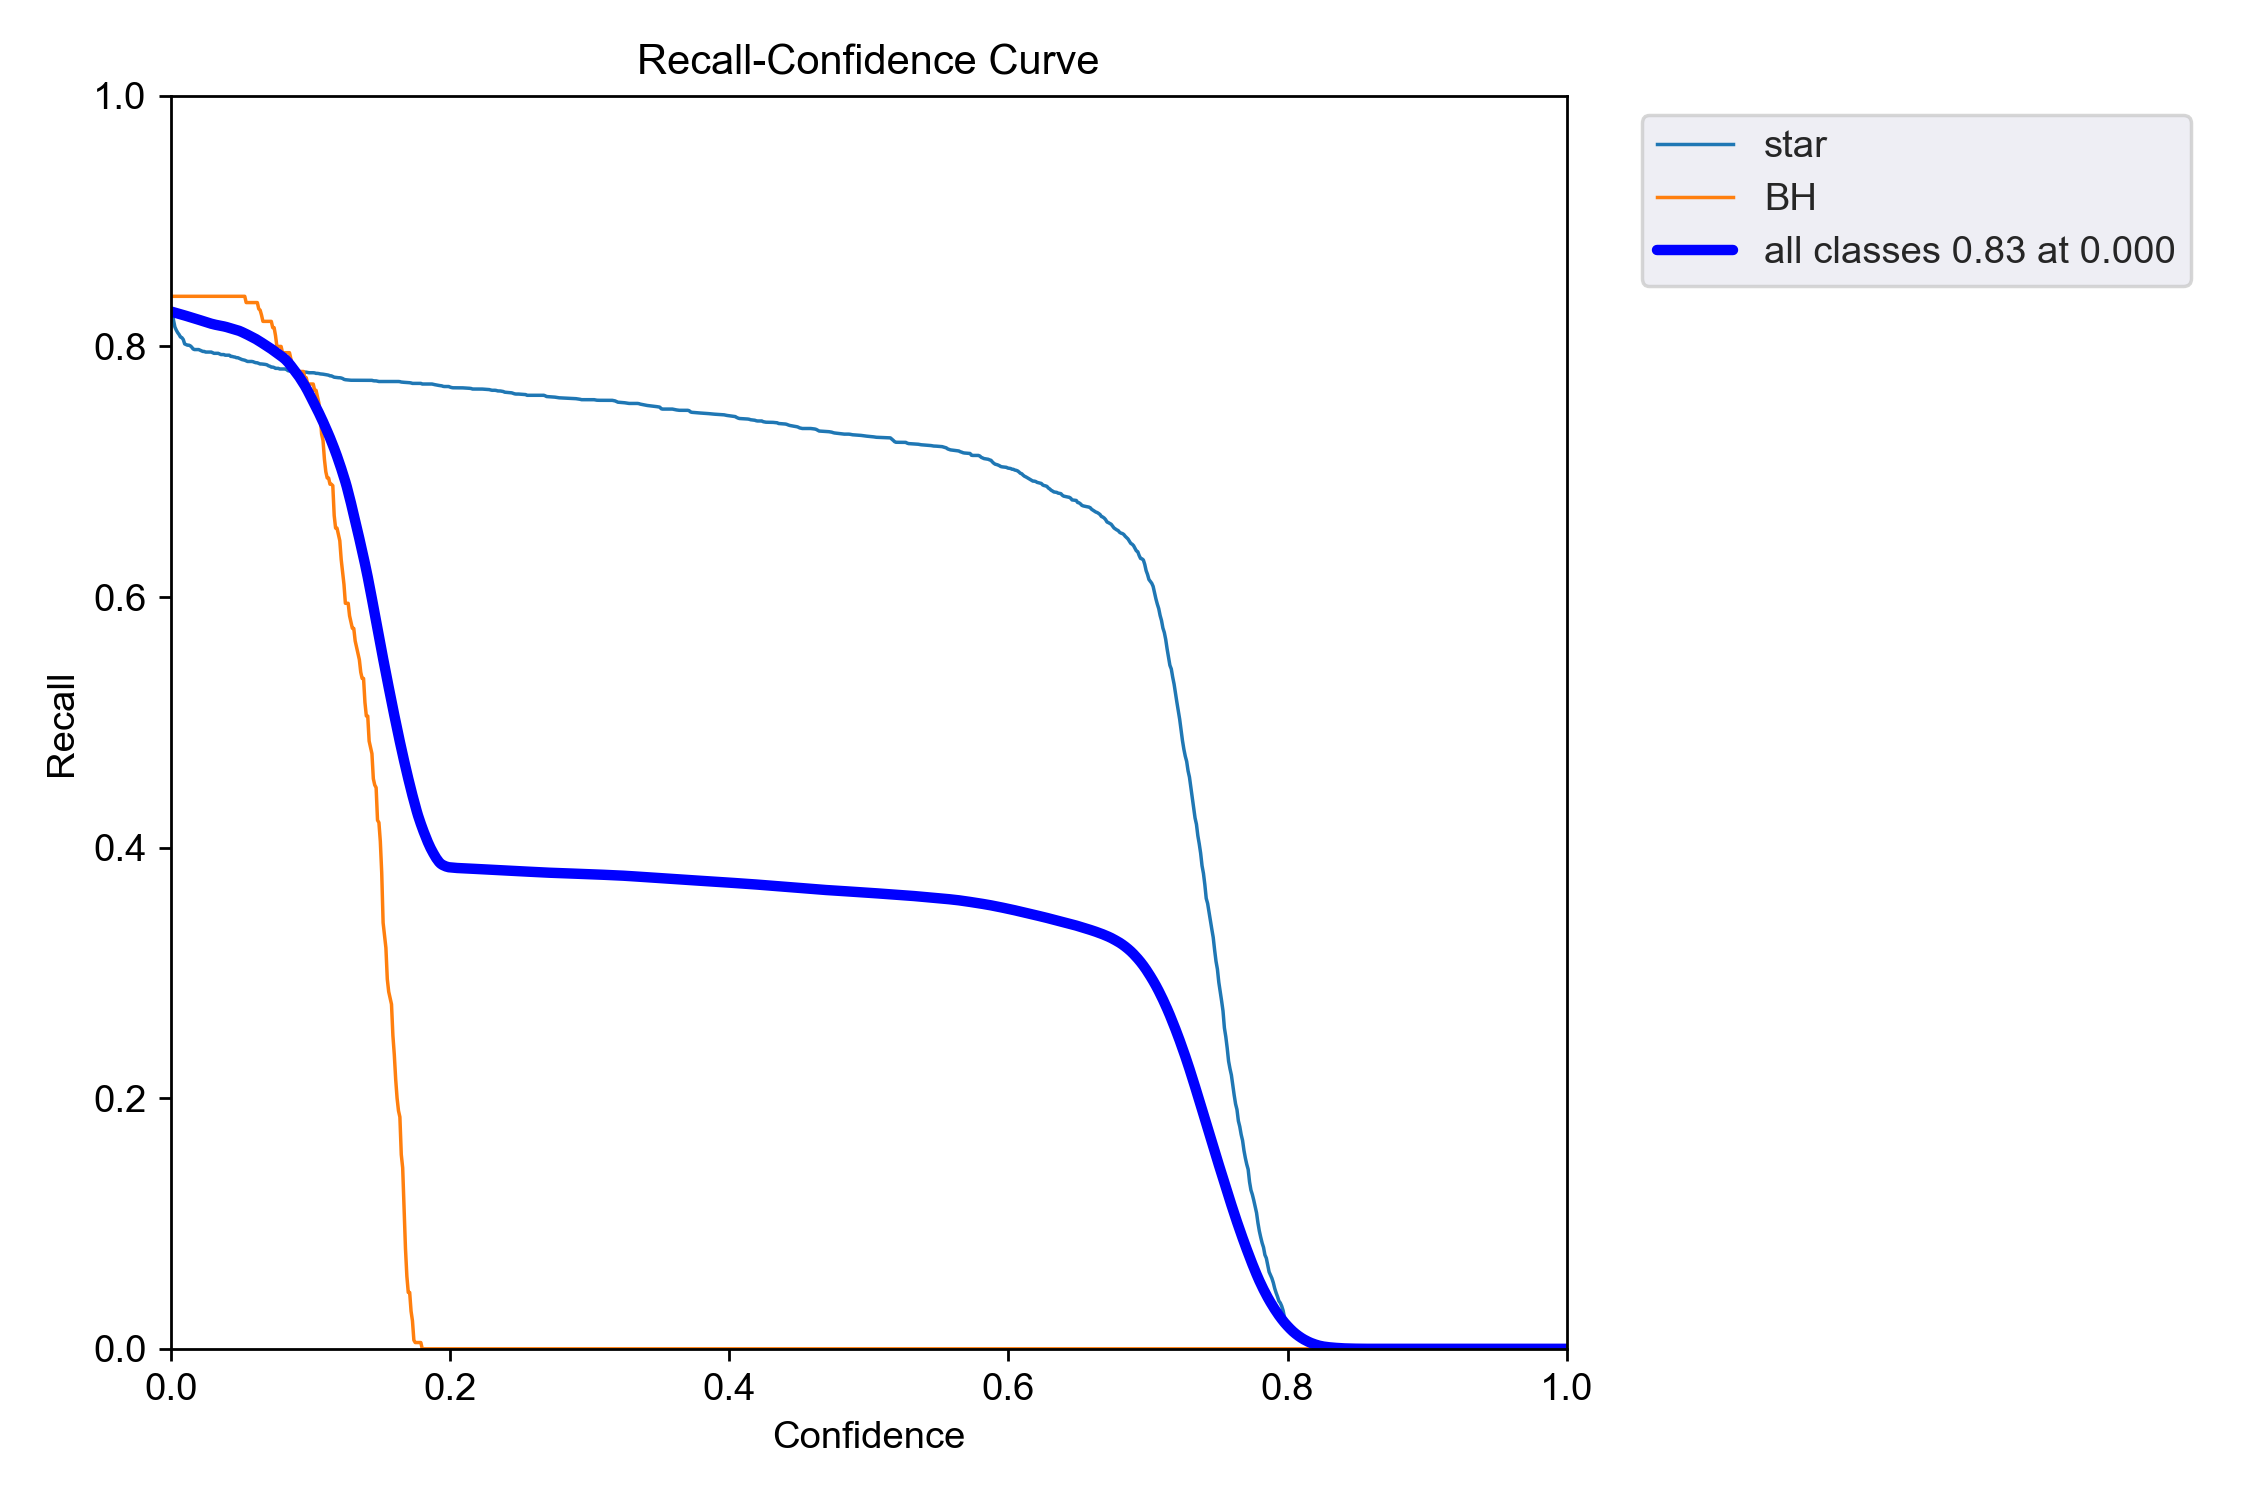 Recall-Confidence Curve
1.0
0.8
0.6
0.4
0.2
0.0
Recall
0.0 0.2 0.4 0.6 0.8 1.0
Confidence
star
BH
all classes 0.83 at 0.000